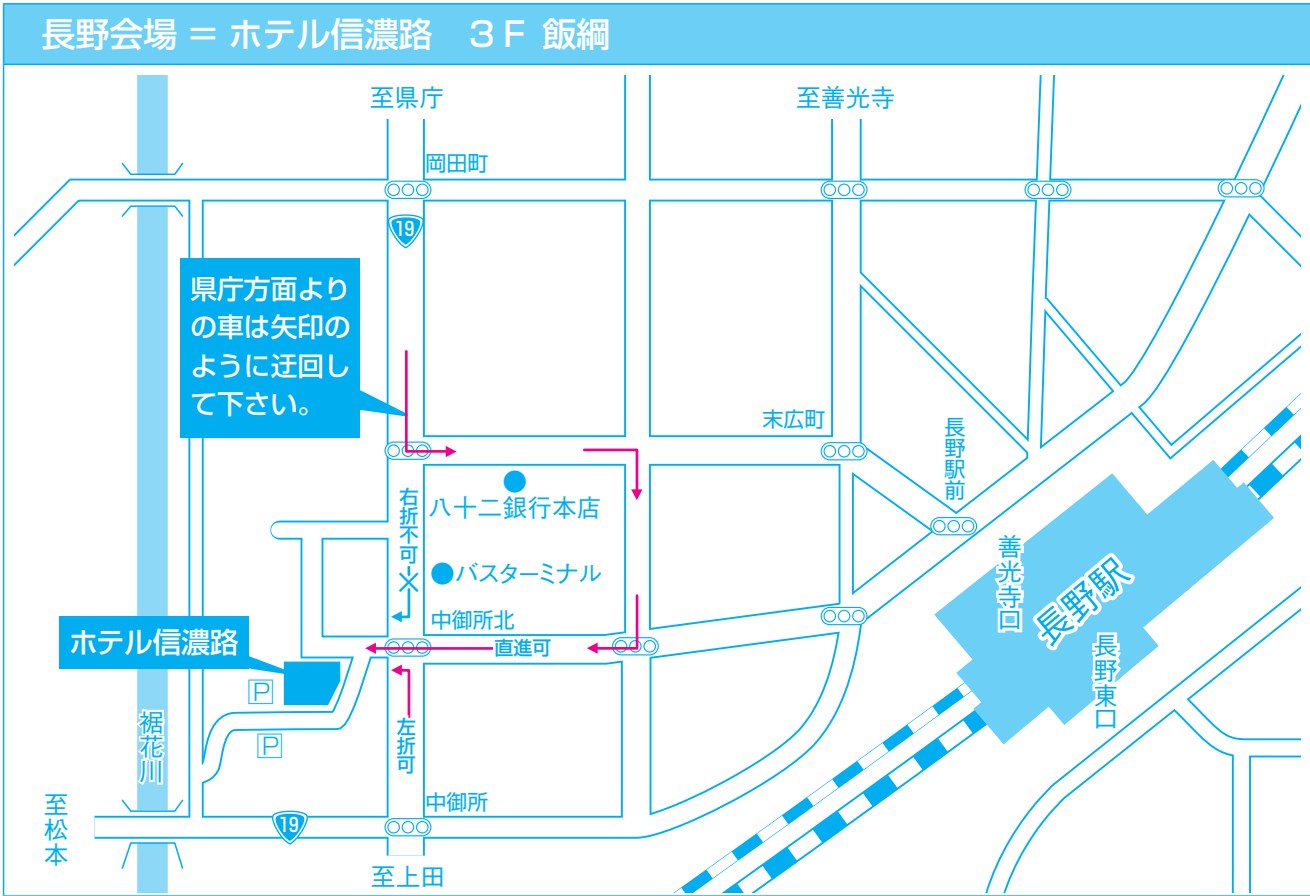 長野会場 = ホテル信濃路　3F 飯綱
至県庁
至善光寺
岡田町
19
県庁方面より
の車は矢印の
ように迂回し
て下さい。
末広町
長野駅前
八十二銀行本店
右折不可
バスターミナル
善光寺口
長野駅
中御所北
直進可
ホテル信濃路
長野東口
P
P
裾花川
左折可
至松本
19
中御所
至上田